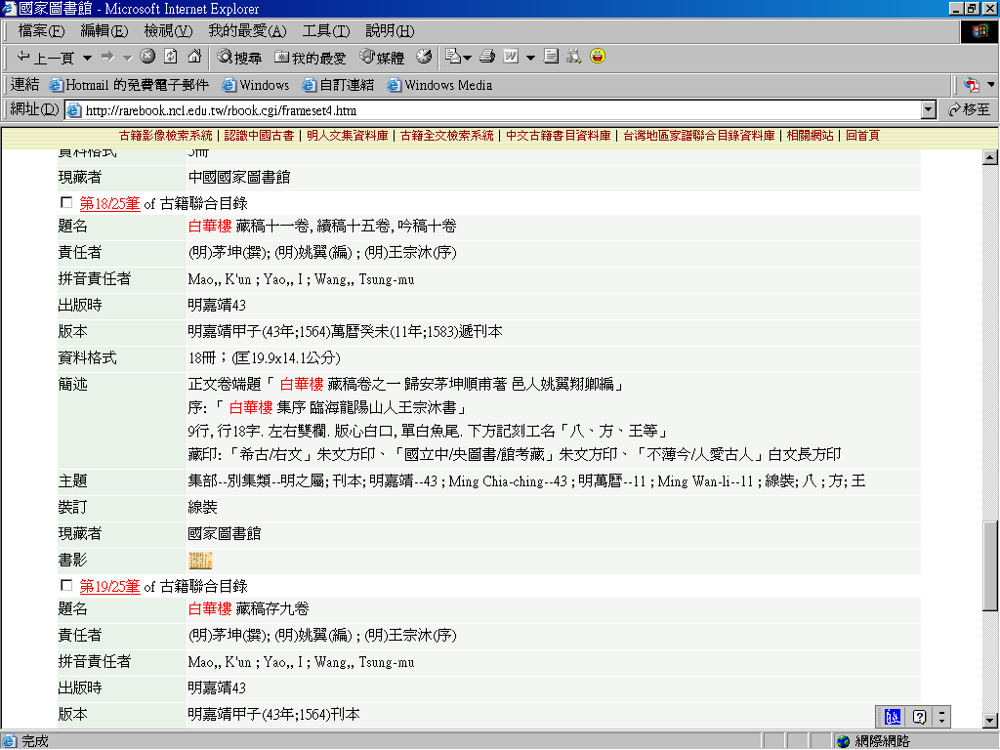 國家圖書館 - Microsoft Internet Explorer
檔案(F) 編輯(E) 檢視(V) 我的最愛(A) 工具(T) 說明(H)
上一頁 搜尋 我的最愛 媒體
連結 Hotmail 的免費電子郵件 Windows 自訂連結 Windows Media
網址(D) http://rarebook.ncl.edu.tw/rbook.cgi/frameset4.htm 移至
古籍影像檢索系統 | 認識中國古書 | 明人文集資料庫 | 古籍全文檢索系統 | 中文古籍書目資料庫 | 台灣地區家譜聯合目錄資料庫 | 相關網站 | 回首頁
資料格式 5冊
現藏者 中國國家圖書館
第18/25筆 of 古籍聯合目錄
題名 白華樓 藏稿十一卷, 續稿十五卷, 吟稿十卷
責任者 (明)茅坤(撰); (明)姚翼(編) ; (明)王宗沐(序)
拼音責任者 Mao,, K'un ; Yao,, I ; Wang,, Tsung-mu
出版時 明嘉靖43
版本 明嘉靖甲子(43年;1564)萬曆癸未(11年;1583)遞刊本
資料格式 18冊；(匡19.9x14.1公分)
簡述 正文卷端題「 白華樓 藏稿卷之一 歸安茅坤順甫著 邑人姚翼翔卿編」
序: 「 白華樓 集序 臨海龍陽山人王宗沐書」
9行, 行18字. 左右雙欄. 版心白口, 單白魚尾. 下方記刻工名「八、方、王等」
藏印: 「希古/右文」朱文方印、「國立中/央圖書/館考藏」朱文方印、「不薄今/人愛古人」白文長方印
主題 集部--別集類--明之屬; 刊本; 明嘉靖--43 ; Ming Chia-ching--43 ; 明萬曆--11 ; Ming Wan-li--11 ; 線裝; 八 ; 方; 王
裝訂 線裝
現藏者 國家圖書館
書影
第19/25筆 of 古籍聯合目錄
題名 白華樓 藏稿存九卷
責任者 (明)茅坤(撰); (明)姚翼(編) ; (明)王宗沐(序)
拼音責任者 Mao,, K'un ; Yao,, I ; Wang,, Tsung-mu
出版時 明嘉靖43
版本 明嘉靖甲子(43年;1564)刊本
完成 網際網路